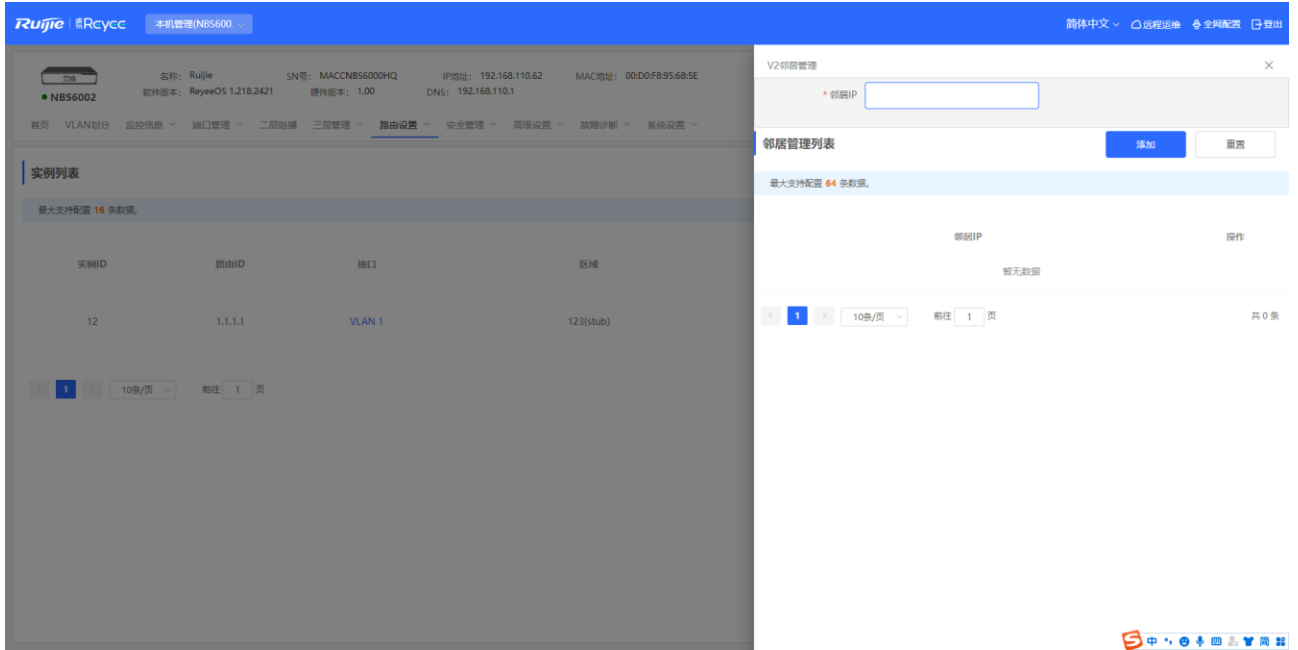 Ruijie | 睿Rcycc 本机管理(NBS600. 简体中文 远程运维 全网配置 登出
交换
NBS6002
名称: Ruijie SN号: MACCNBS6000HQ IP地址: 192.168.110.62 MAC地址: 00:D0:F8:95:68:5E
软件版本: ReyeeOS 1.218.2421 硬件版本: 1.00 DNS: 192.168.110.1
首页 VLAN划分 监控信息 端口管理 二层组播 三层管理 路由设置 安全管理 高级设置 故障诊断 系统设置
实例列表
最大支持配置 16 条数据。
实例ID 路由ID 接口 区域
12 1.1.1.1 VLAN 1 123(stub)
1 10条/页 前往 1 页
V2邻居管理
* 邻居IP
邻居管理列表 添加 重置
最大支持配置 64 条数据。
邻居IP 操作
暂无数据
1 10条/页 前往 1 页 共 0 条
中 简